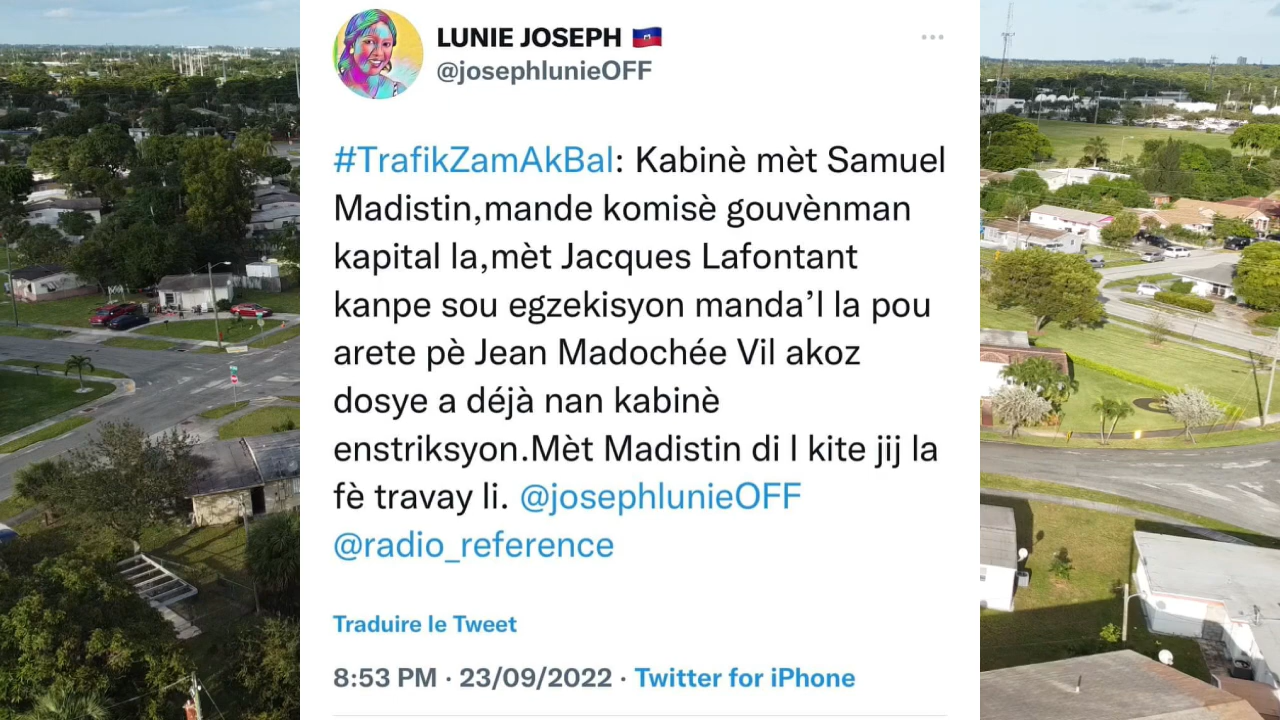 LUNIE JOSEPH 🇭🇹
@josephlunieOFF
#TrafikZamAkBal: Kabinè mèt Samuel
Madistin,mande komisè gouvènman
kapital la,mèt Jacques Lafontant
kanpe sou egzekisyon manda’l la pou
arete pè Jean Madochée Vil akoz
dosye a déjà nan kabinè
enstriksyon.Mèt Madistin di l kite jij la
fè travay li. @josephlunieOFF
@radio_reference
Traduire le Tweet
8:53 PM · 23/09/2022 · Twitter for iPhone